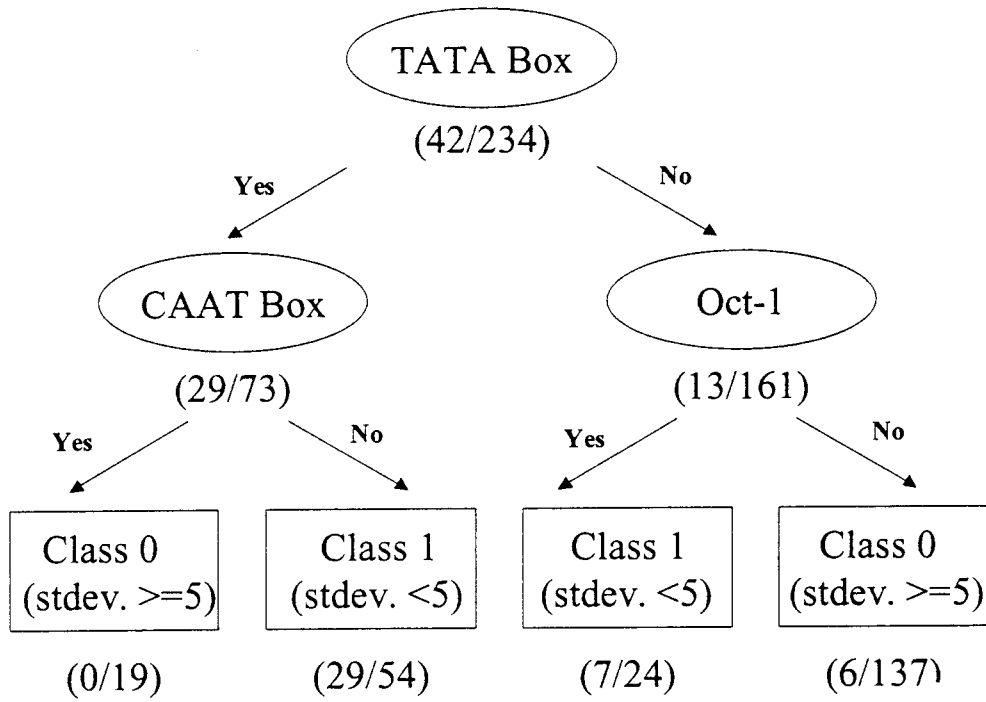 TATA Box
(42/234)
Yes
No
CAAT Box
Oct-1
(29/73)
(13/161)
Yes
No
Yes
No
Class 0
(stdev. >=5)
Class 1
(stdev. <5)
Class 1
(stdev. <5)
Class 0
(stdev. >=5)
(0/19)
(29/54)
(7/24)
(6/137)